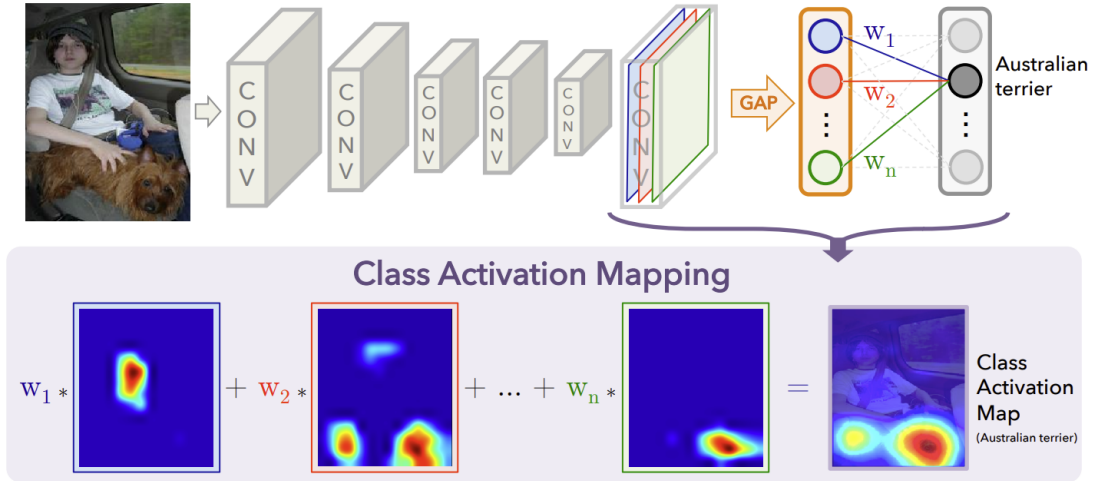 CONV
CONV
CONV
CONV
CONV
CONV
GAP
w1
w2
⋮
wn
⋮
Australian
terrier
Class Activation Mapping
w1 * + w2 * + ... + wn * =
Class
Activation
Map
(Australian terrier)